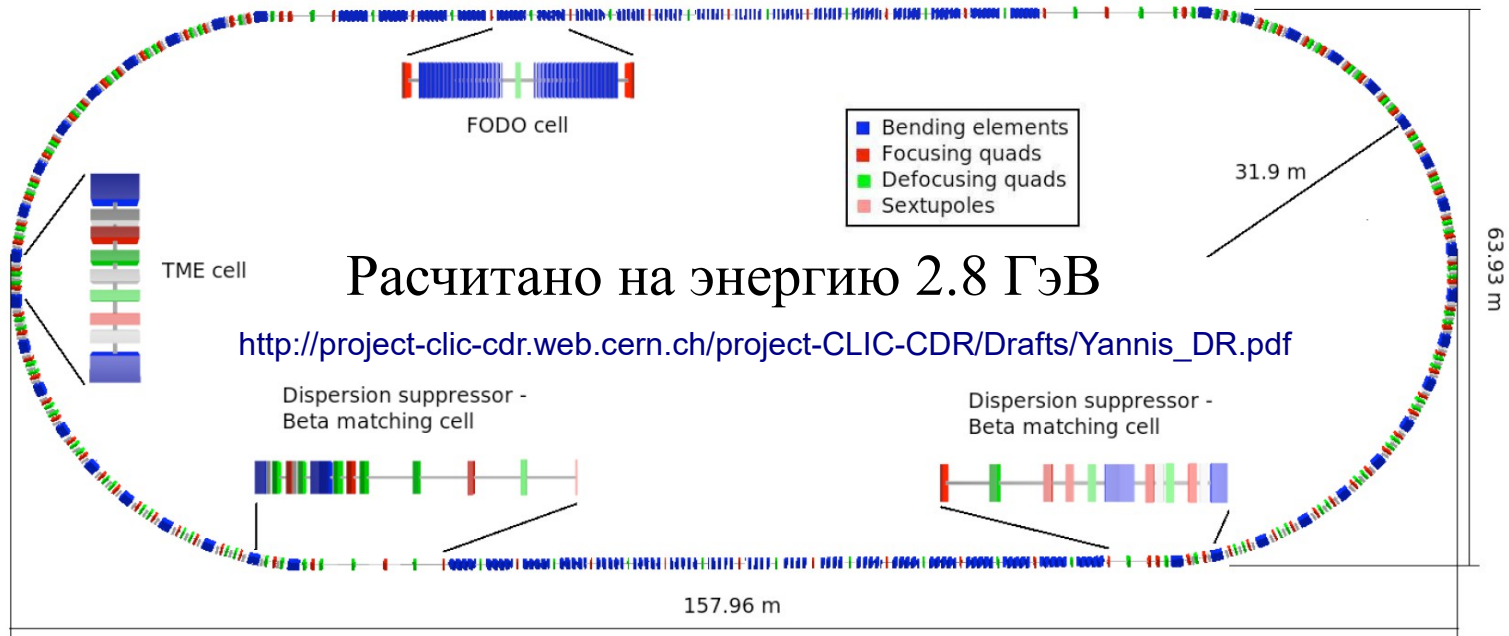 FODO cell
Bending elements
Focusing quads
Defocusing quads
Sextupoles
31.9 m
63.93 m
TME cell
Расчитано на энергию 2.8 ГэВ
http://project-clic-cdr.web.cern.ch/project-CLIC-CDR/Drafts/Yannis_DR.pdf
Dispersion suppressor -
Beta matching cell
Dispersion suppressor -
Beta matching cell
157.96 m